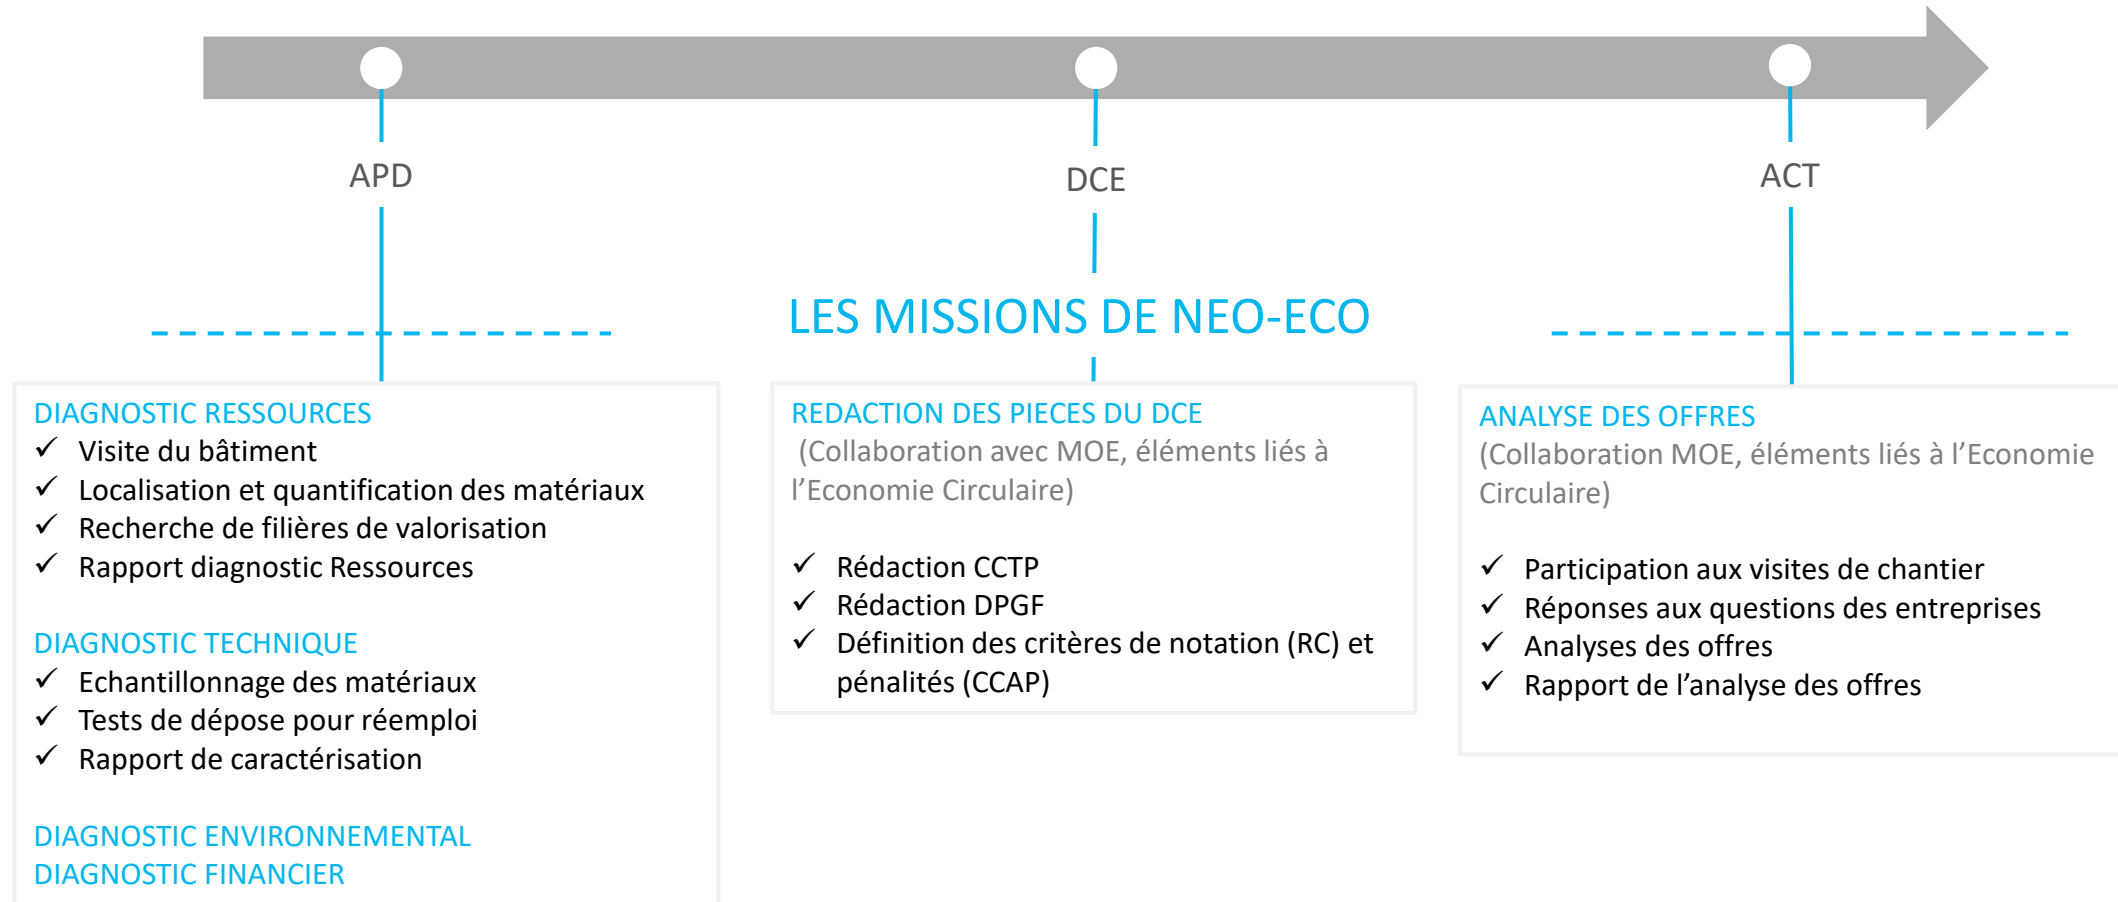 APD
DCE
ACT
LES MISSIONS DE NEO-ECO
DIAGNOSTIC RESSOURCES
✓ Visite du bâtiment
✓ Localisation et quantification des matériaux
✓ Recherche de filières de valorisation
✓ Rapport diagnostic Ressources
DIAGNOSTIC TECHNIQUE
✓ Echantillonnage des matériaux
✓ Tests de dépose pour réemploi
✓ Rapport de caractérisation
DIAGNOSTIC ENVIRONNEMENTAL
DIAGNOSTIC FINANCIER
REDACTION DES PIECES DU DCE
(Collaboration avec MOE, éléments liés à
l’Economie Circulaire)
✓ Rédaction CCTP
✓ Rédaction DPGF
✓ Définition des critères de notation (RC) et
pénalités (CCAP)
ANALYSE DES OFFRES
(Collaboration MOE, éléments liés à l’Economie
Circulaire)
✓ Participation aux visites de chantier
✓ Réponses aux questions des entreprises
✓ Analyses des offres
✓ Rapport de l’analyse des offres